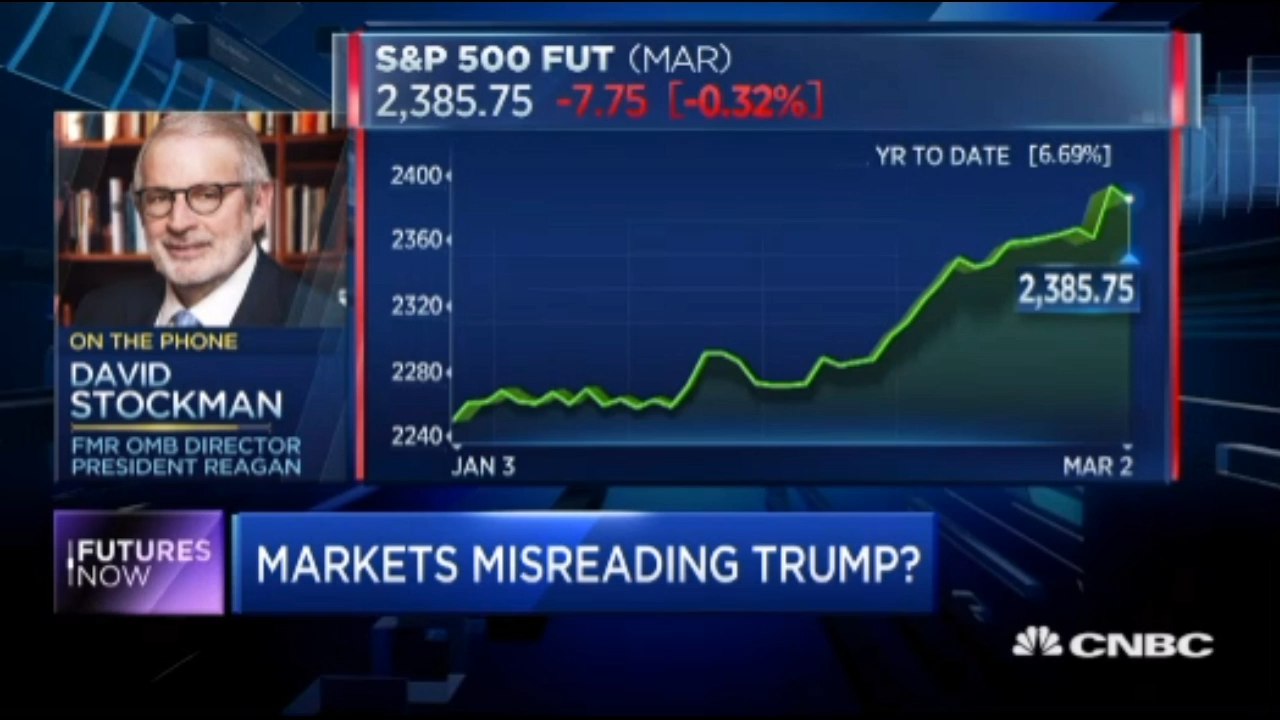 S&P 500 FUT (MAR)
2,385.75 -7.75 [-0.32%]
YR TO DATE [6.69%]
2400
2360
2320
2280
2240
2,385.75
JAN 3
MAR 2
ON THE PHONE
DAVID
STOCKMAN
FMR OMB DIRECTOR
PRESIDENT REAGAN
FUTURES
NOW
MARKETS MISREADING TRUMP?
CNBC